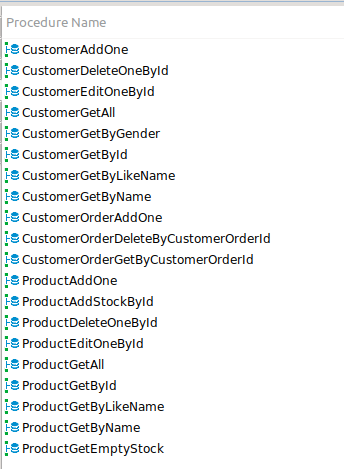 Procedure Name
CustomerAddOne
CustomerDeleteOneById
CustomerEditOneById
CustomerGetAll
CustomerGetByGender
CustomerGetById
CustomerGetByLikeName
CustomerGetByName
CustomerOrderAddOne
CustomerOrderDeleteByCustomerOrderId
CustomerOrderGetByCustomerOrderId
ProductAddOne
ProductAddStockById
ProductDeleteOneById
ProductEditOneById
ProductGetAll
ProductGetById
ProductGetByLikeName
ProductGetByName
ProductGetEmptyStock